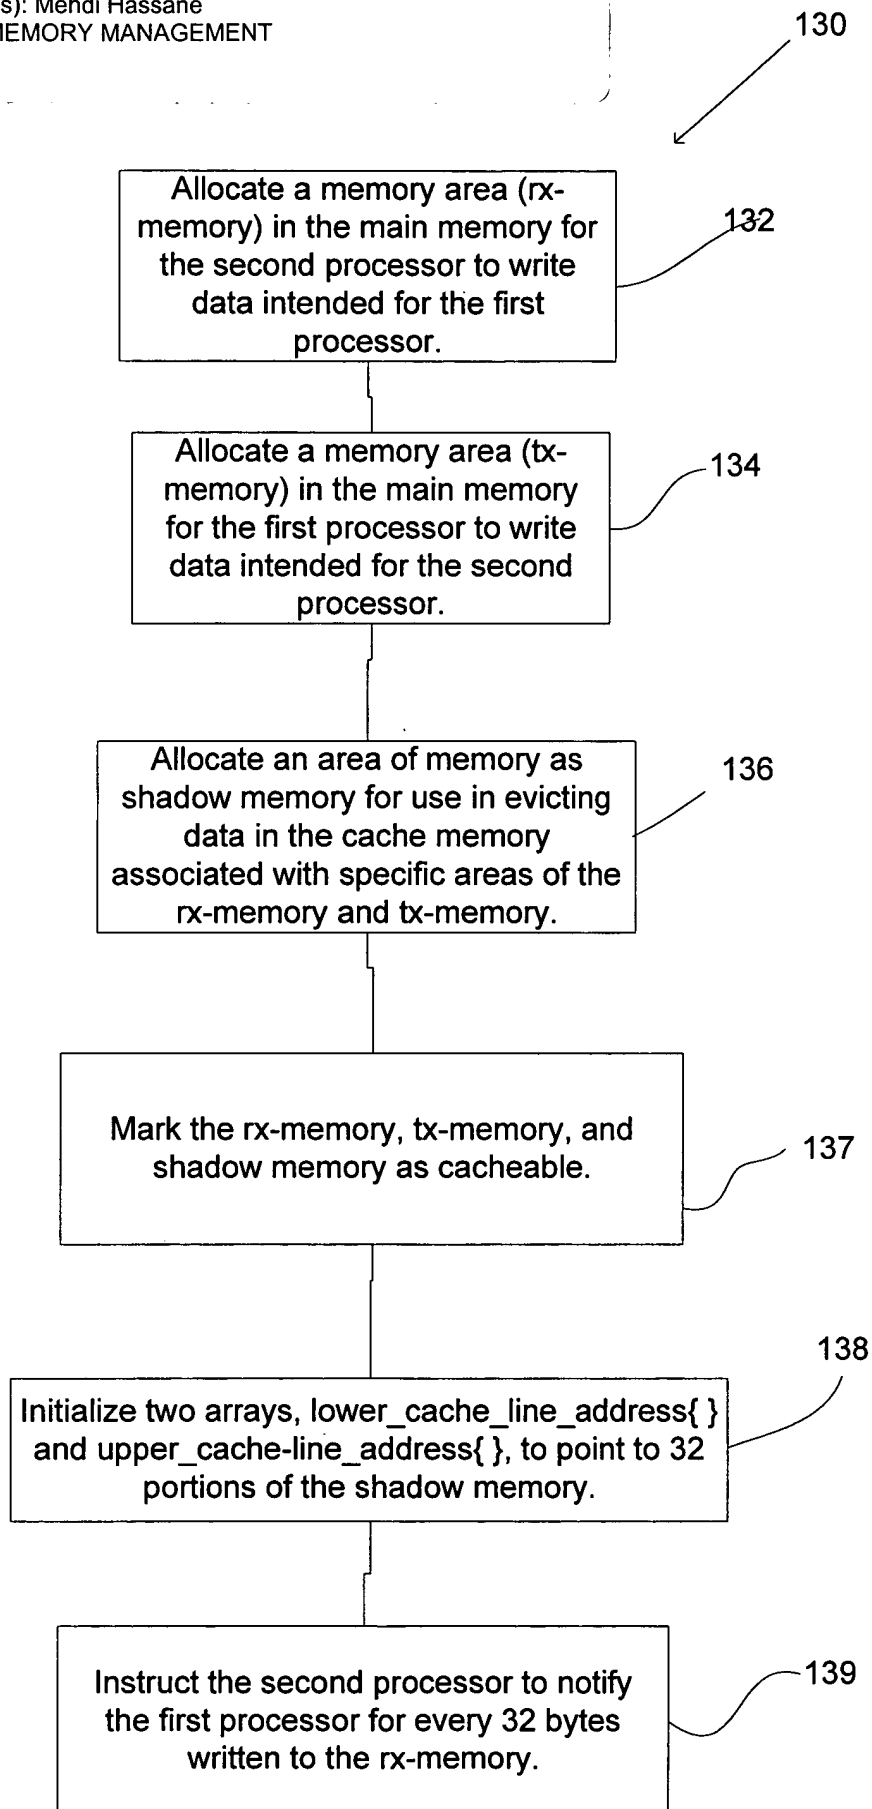 s): Mehdi Hassane
MEMORY MANAGEMENT
130
Allocate a memory area (rx-
memory) in the main memory for
the second processor to write
data intended for the first
processor.
132
Allocate a memory area (tx-
memory) in the main memory
for the first processor to write
data intended for the second
processor.
134
Allocate an area of memory as
shadow memory for use in evicting
data in the cache memory
associated with specific areas of the
rx-memory and tx-memory.
136
Mark the rx-memory, tx-memory, and
shadow memory as cacheable.
137
Initialize two arrays, lower_cache_line_address{ }
and upper_cache-line_address{ }, to point to 32
portions of the shadow memory.
138
Instruct the second processor to notify
the first processor for every 32 bytes
written to the rx-memory.
139